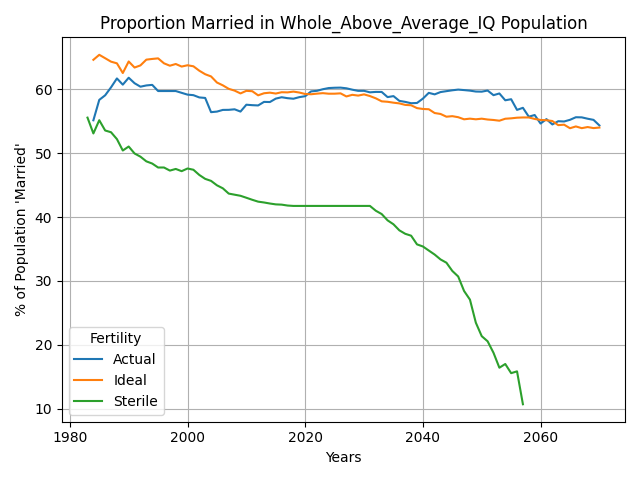 Proportion Married in Whole_Above_Average_IQ Population
% of Population 'Married'
60
50
40
30
20
10
Fertility
Actual
Ideal
Sterile
1980
2000
2020
2040
2060
Years